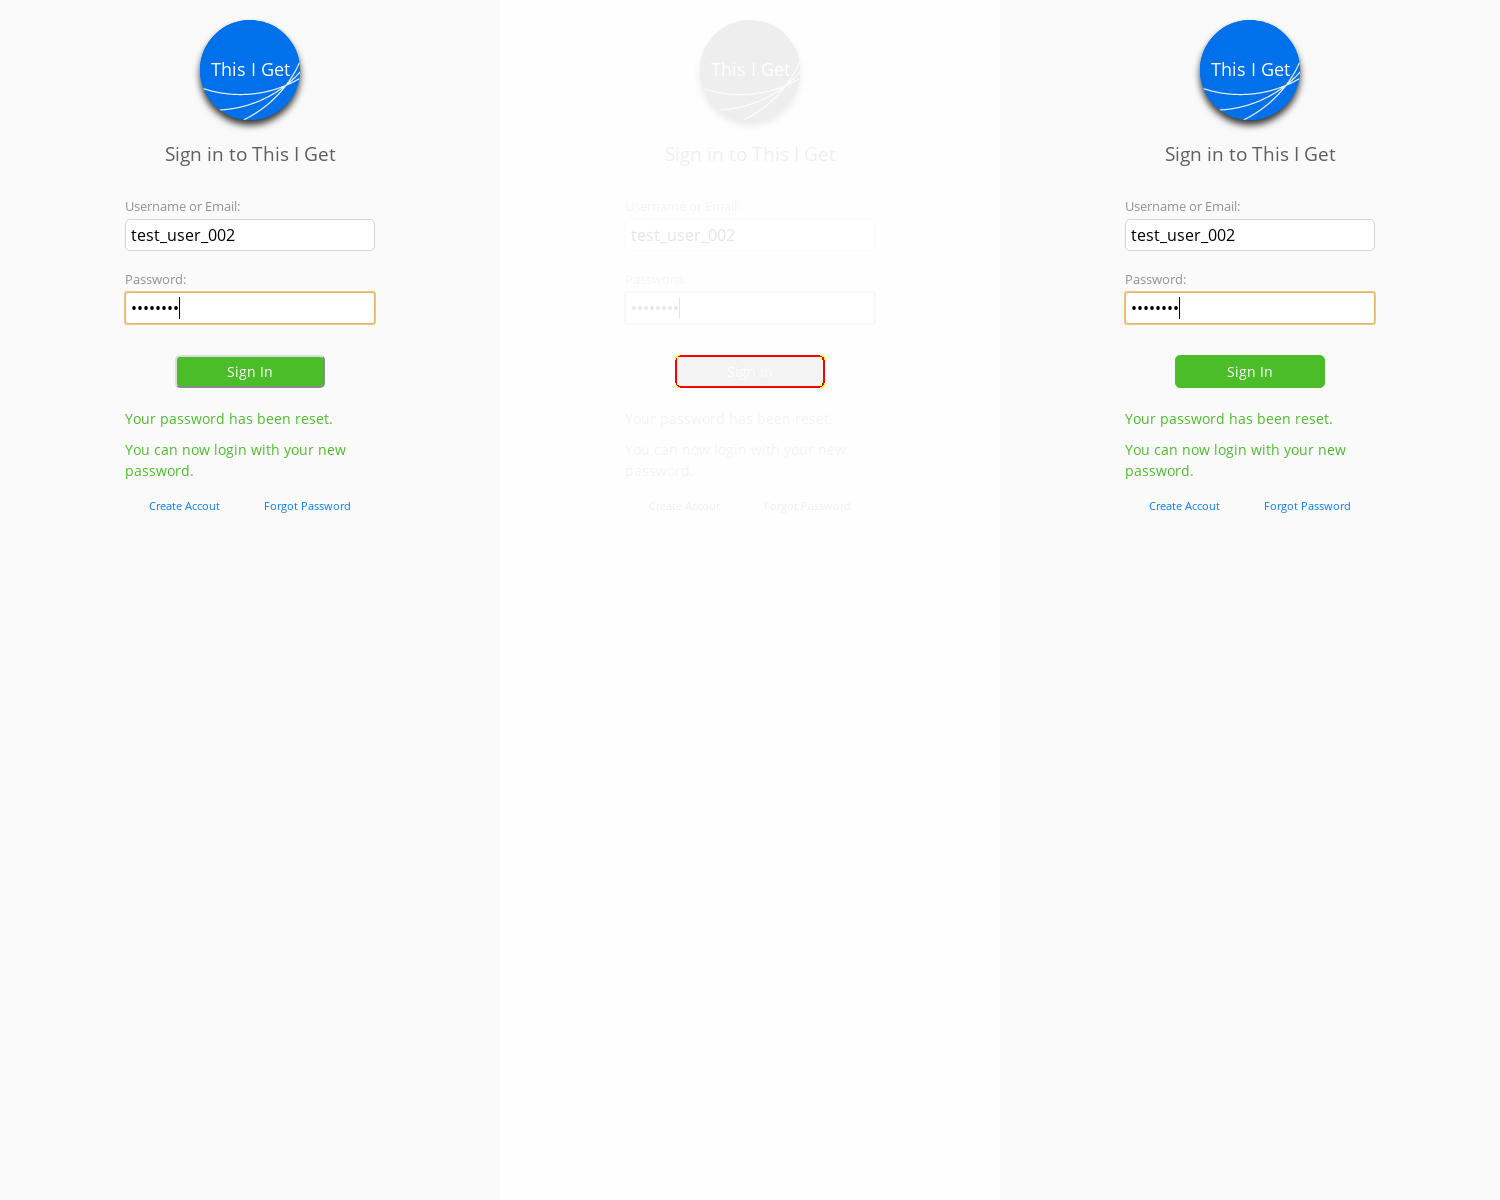 This I Get
Sign in to This I Get
Username or Email:
test_user_002
Password:
••••••••
Sign In
Your password has been reset.
You can now login with your new
password.
Create Accout Forgot Password
This I Get
Sign in to This I Get
Username or Email:
test_user_002
Password:
••••••••
Sign In
Your password has been reset.
You can now login with your new
password.
Create Accout Forgot Password
This I Get
Sign in to This I Get
Username or Email:
test_user_002
Password:
••••••••
Sign In
Your password has been reset.
You can now login with your new
password.
Create Accout Forgot Password